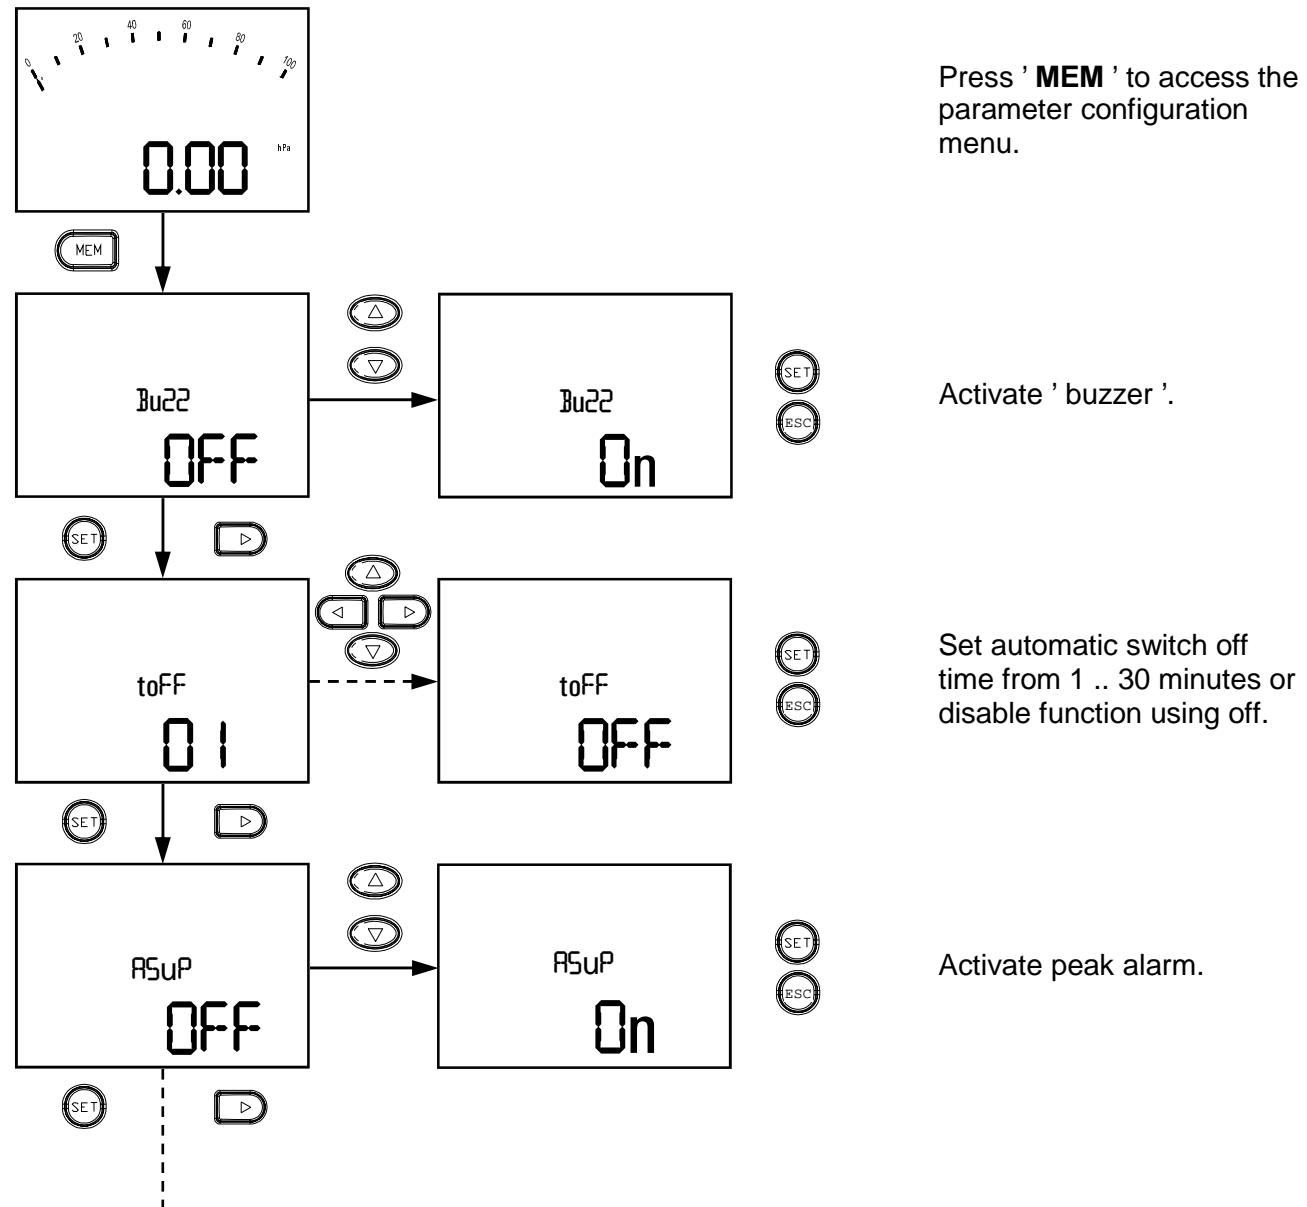 0 20 40 60 80 100
0.00 hPa
Press ' MEM ' to access the
parameter configuration
menu.
MEM
Bu22
OFF
Bu22
On
SET
ESC
Activate ' buzzer '.
SET
toFF
01
toFF
OFF
SET
ESC
Set automatic switch off
time from 1 .. 30 minutes or
disable function using off.
SET
ASuP
OFF
ASuP
On
SET
ESC
Activate peak alarm.
SET